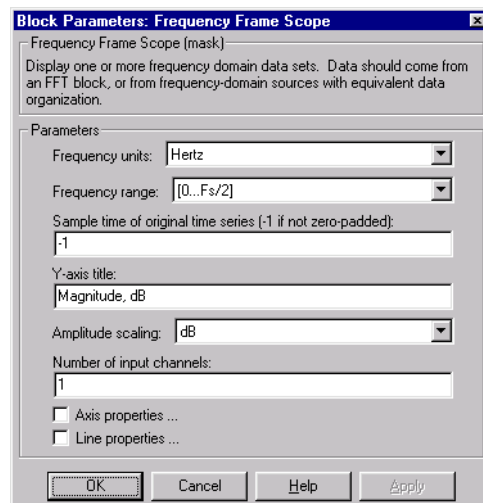 Block Parameters: Frequency Frame Scope
Frequency Frame Scope (mask)
Display one or more frequency domain data sets. Data should come from
an FFT block, or from frequency-domain sources with equivalent data
organization.
Parameters
Frequency units: Hertz
Frequency range: [0...Fs/2]
Sample time of original time series (-1 if not zero-padded):
-1
Y-axis title:
Magnitude, dB
Amplitude scaling: dB
Number of input channels:
1
Axis properties ...
Line properties ...
OK Cancel Help Apply